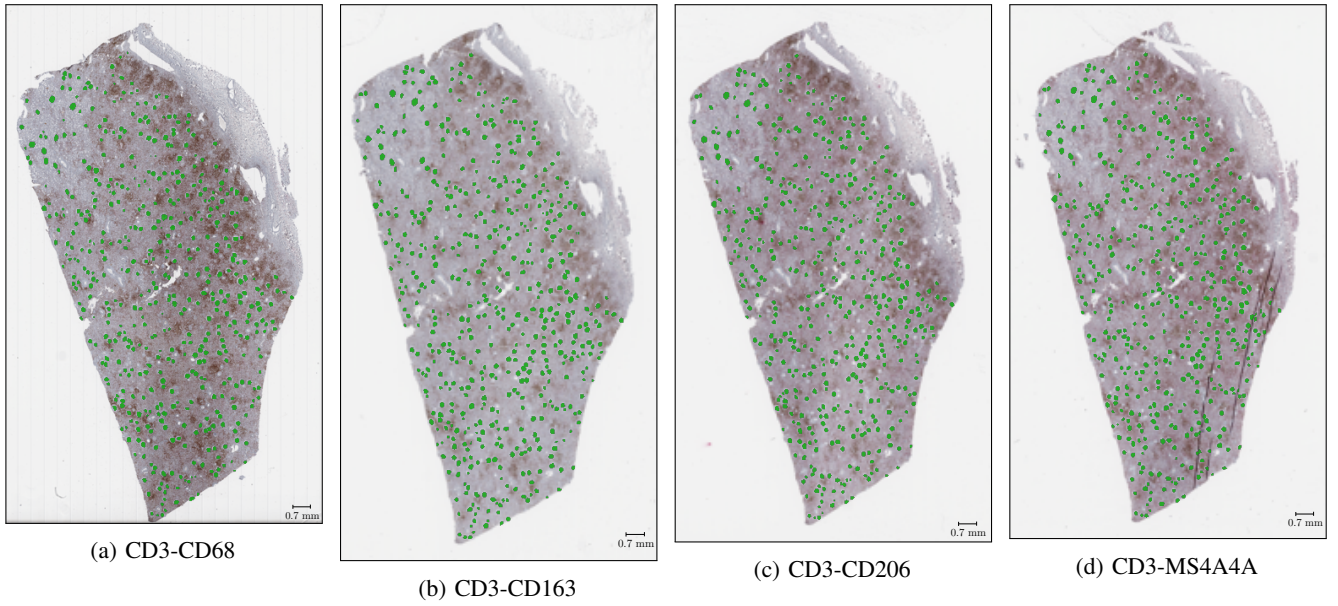 0.7 mm
(a) CD3-CD68
0.7 mm
(b) CD3-CD163
0.7 mm
(c) CD3-CD206
0.7 mm
(d) CD3-MS4A4A